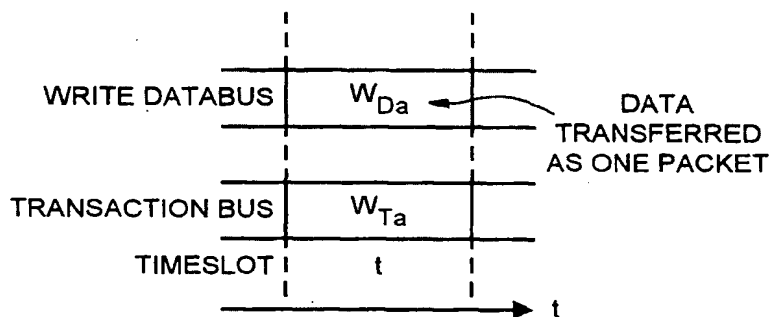 WRITE DATABUS
W_Da
DATA
TRANSFERRED
AS ONE PACKET
TRANSACTION BUS
W_Ta
TIMESLOT
t
t